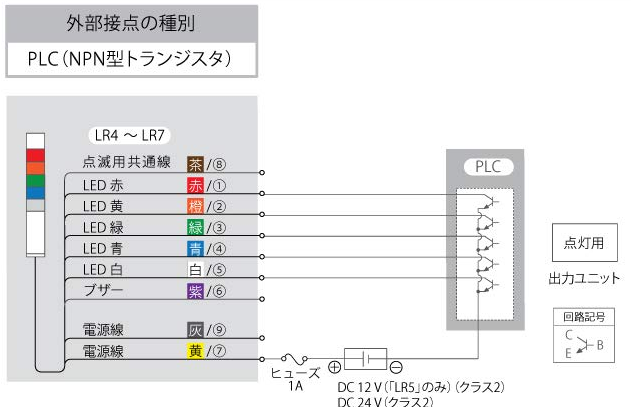 外部接点の種別
PLC（NPN型トランジスタ）
LR4 ～ LR7
点滅用共通線 茶/⑧
LED 赤 赤/①
LED 黄 橙/②
LED 緑 緑/③
LED 青 青/④
LED 白 白/⑤
ブザー 紫/⑥
電源線 灰/⑨
電源線 黄/⑦
ヒューズ
1A
⊕ ⊖
DC 12 V（「LR5」のみ）（クラス2）
DC 24 V（クラス2）
PLC
点灯用
出力ユニット
回路記号
C
B
E